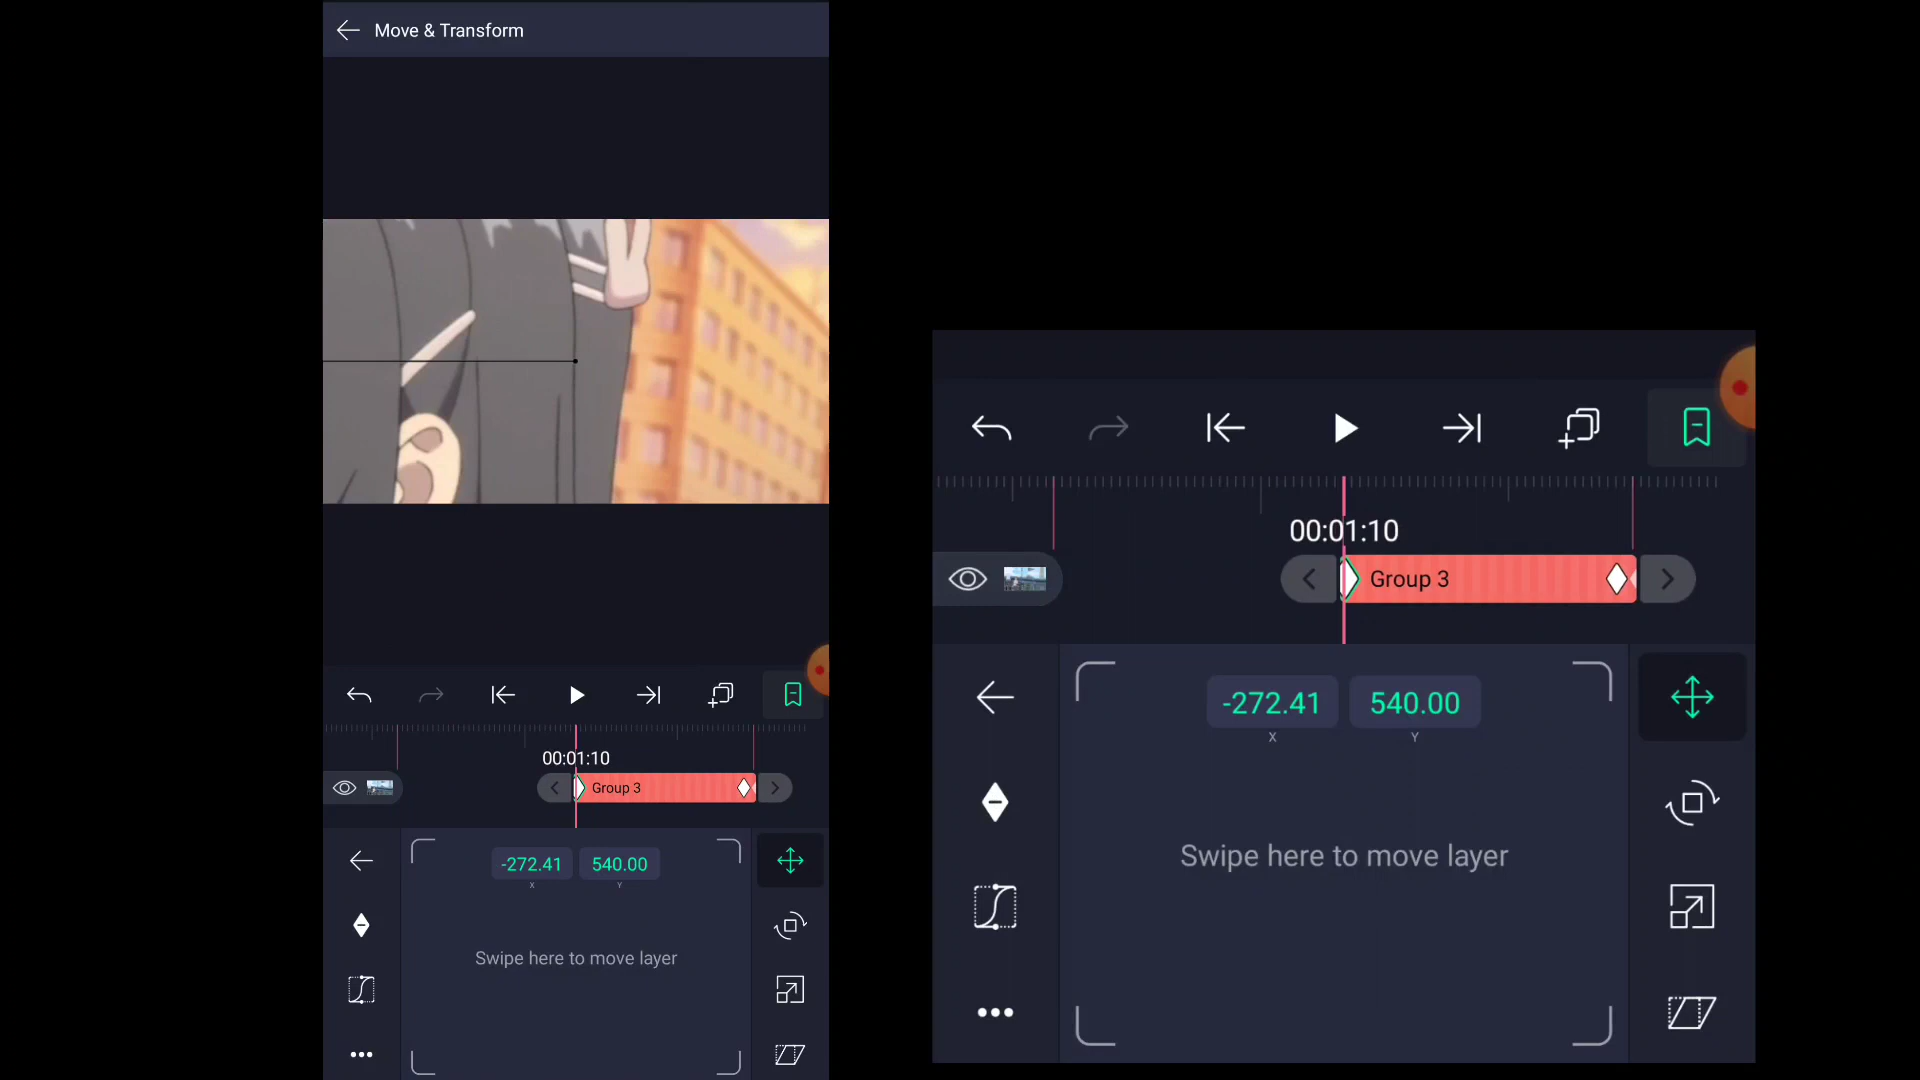 Move & Transform
00:01:10
Group 3
-272.41 540.00
X Y
Swipe here to move layer
00:01:10
Group 3
-272.41 540.00
X Y
Swipe here to move layer